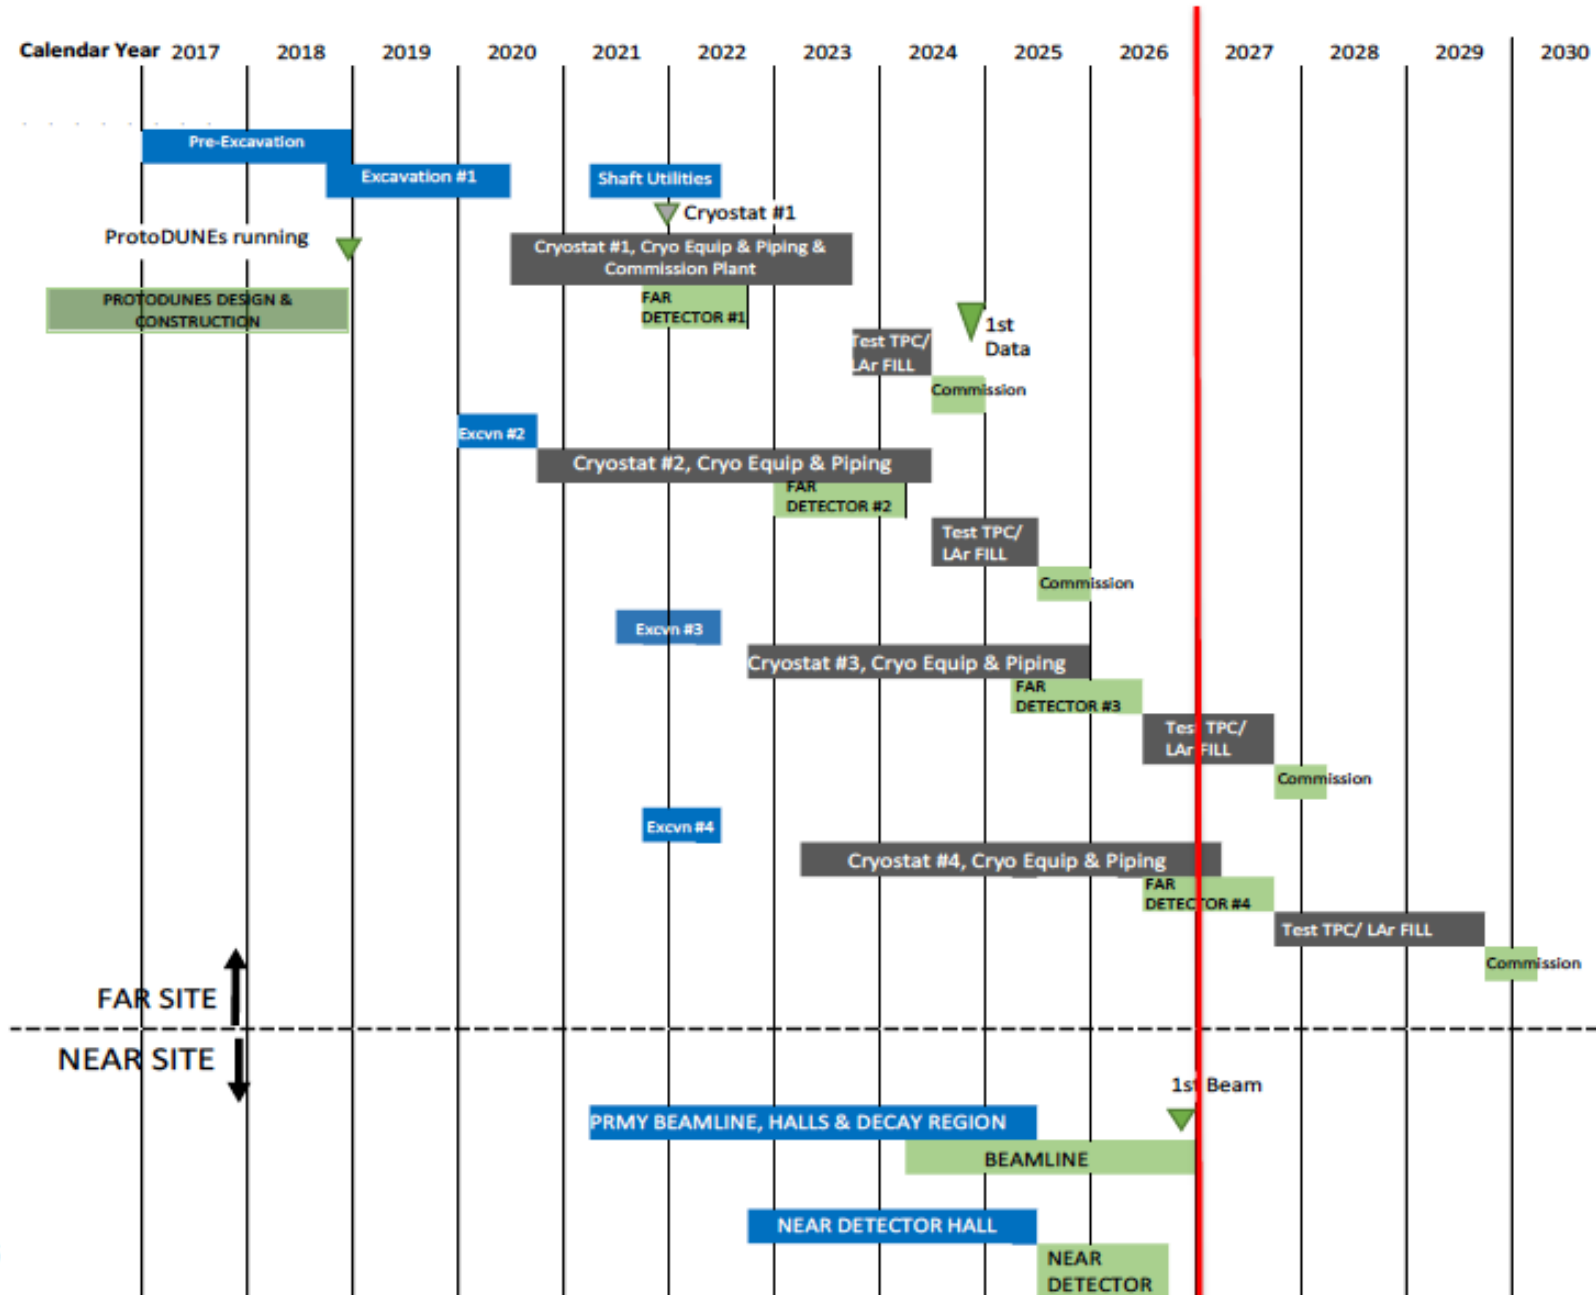 Calendar Year 2017 2018 2019 2020 2021 2022 2023 2024 2025 2026 2027 2028 2029 2030
Pre-Excavation
Excavation #1
Shaft Utilities
Cryostat #1
ProtoDUNEs running
Cryostat #1, Cryo Equip & Piping &
Commission Plant
PROTODUNES DESIGN &
CONSTRUCTION
FAR
DETECTOR #1
1st
Data
Test TPC/
LAr FILL
Commission
Excvn #2
Cryostat #2, Cryo Equip & Piping
FAR
DETECTOR #2
Test TPC/
LAr FILL
Commission
Excvn #3
Cryostat #3, Cryo Equip & Piping
FAR
DETECTOR #3
Test TPC/
LAr FILL
Commission
Excvn #4
Cryostat #4, Cryo Equip & Piping
FAR
DETECTOR #4
Test TPC/ LAr FILL
Commission
FAR SITE
NEAR SITE
1st Beam
PRMY BEAMLINE, HALLS & DECAY REGION
BEAMLINE
NEAR DETECTOR HALL
NEAR
DETECTOR